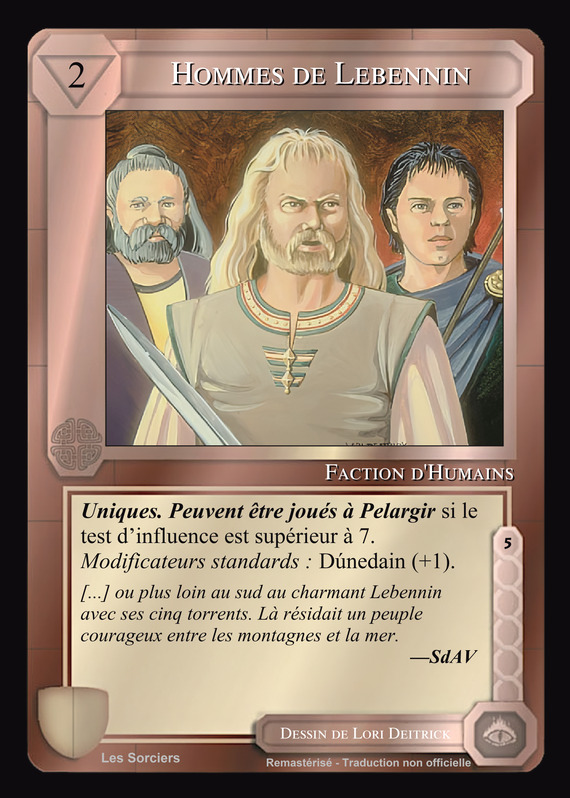 2
Hommes de Lebennin
Faction d'Humains
Uniques. Peuvent être joués à Pelargir si le
test d'influence est supérieur à 7.
Modificateurs standards : Dúnedain (+1).
[...] ou plus loin au sud au charmant Lebennin
avec ses cinq torrents. Là résidait un peuple
courageux entre les montagnes et la mer.
—SdAV
5
Dessin de Lori Deitrick
Les Sorciers
Remastérisé - Traduction non officielle